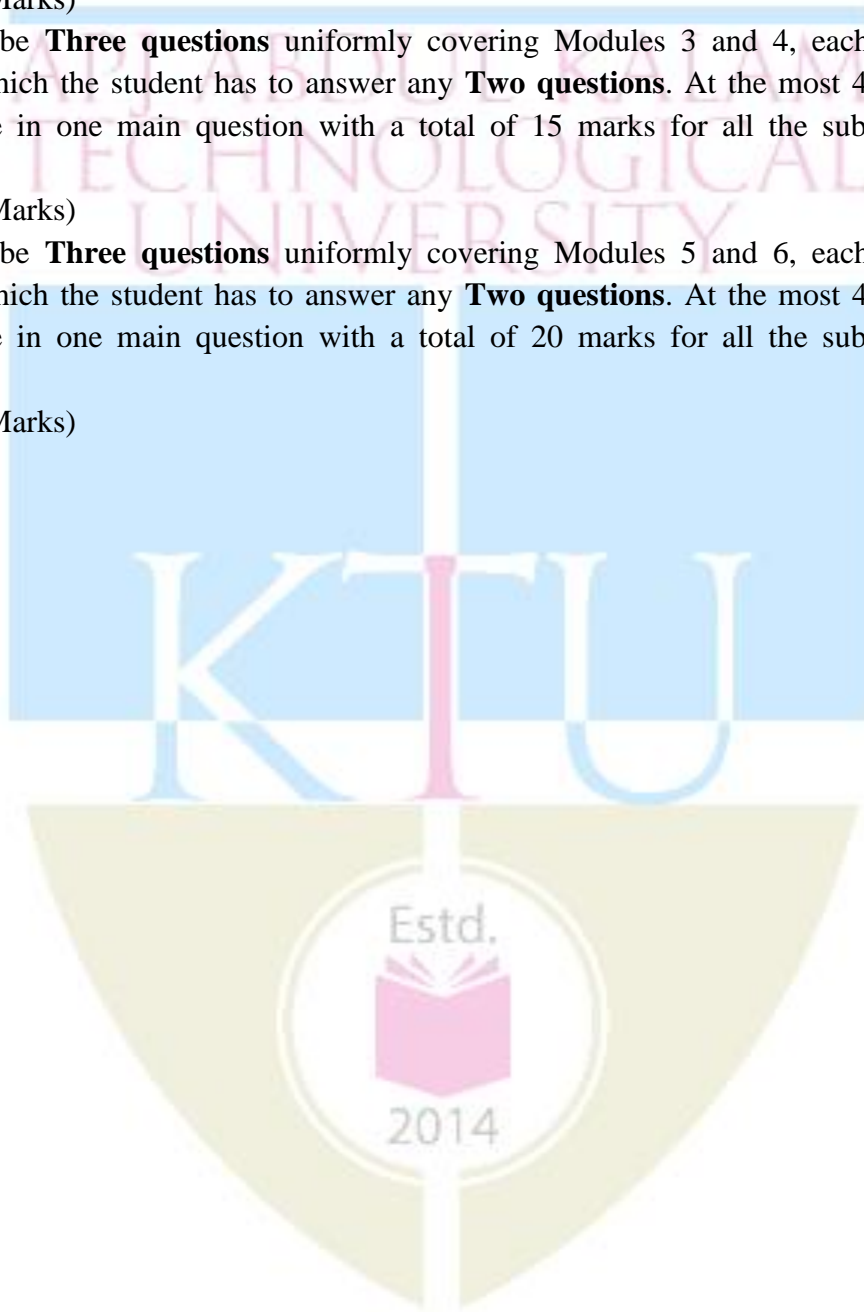 Marks)
be Three questions uniformly covering Modules 3 and 4, each
which the student has to answer any Two questions. At the most 4
in one main question with a total of 15 marks for all the sub
Marks)
be Three questions uniformly covering Modules 5 and 6, each
which the student has to answer any Two questions. At the most 4
in one main question with a total of 20 marks for all the sub
Marks)
APJ ABDUL KALAM
TECHNOLOGICAL
UNIVERSITY
KTU
Estd.
2014